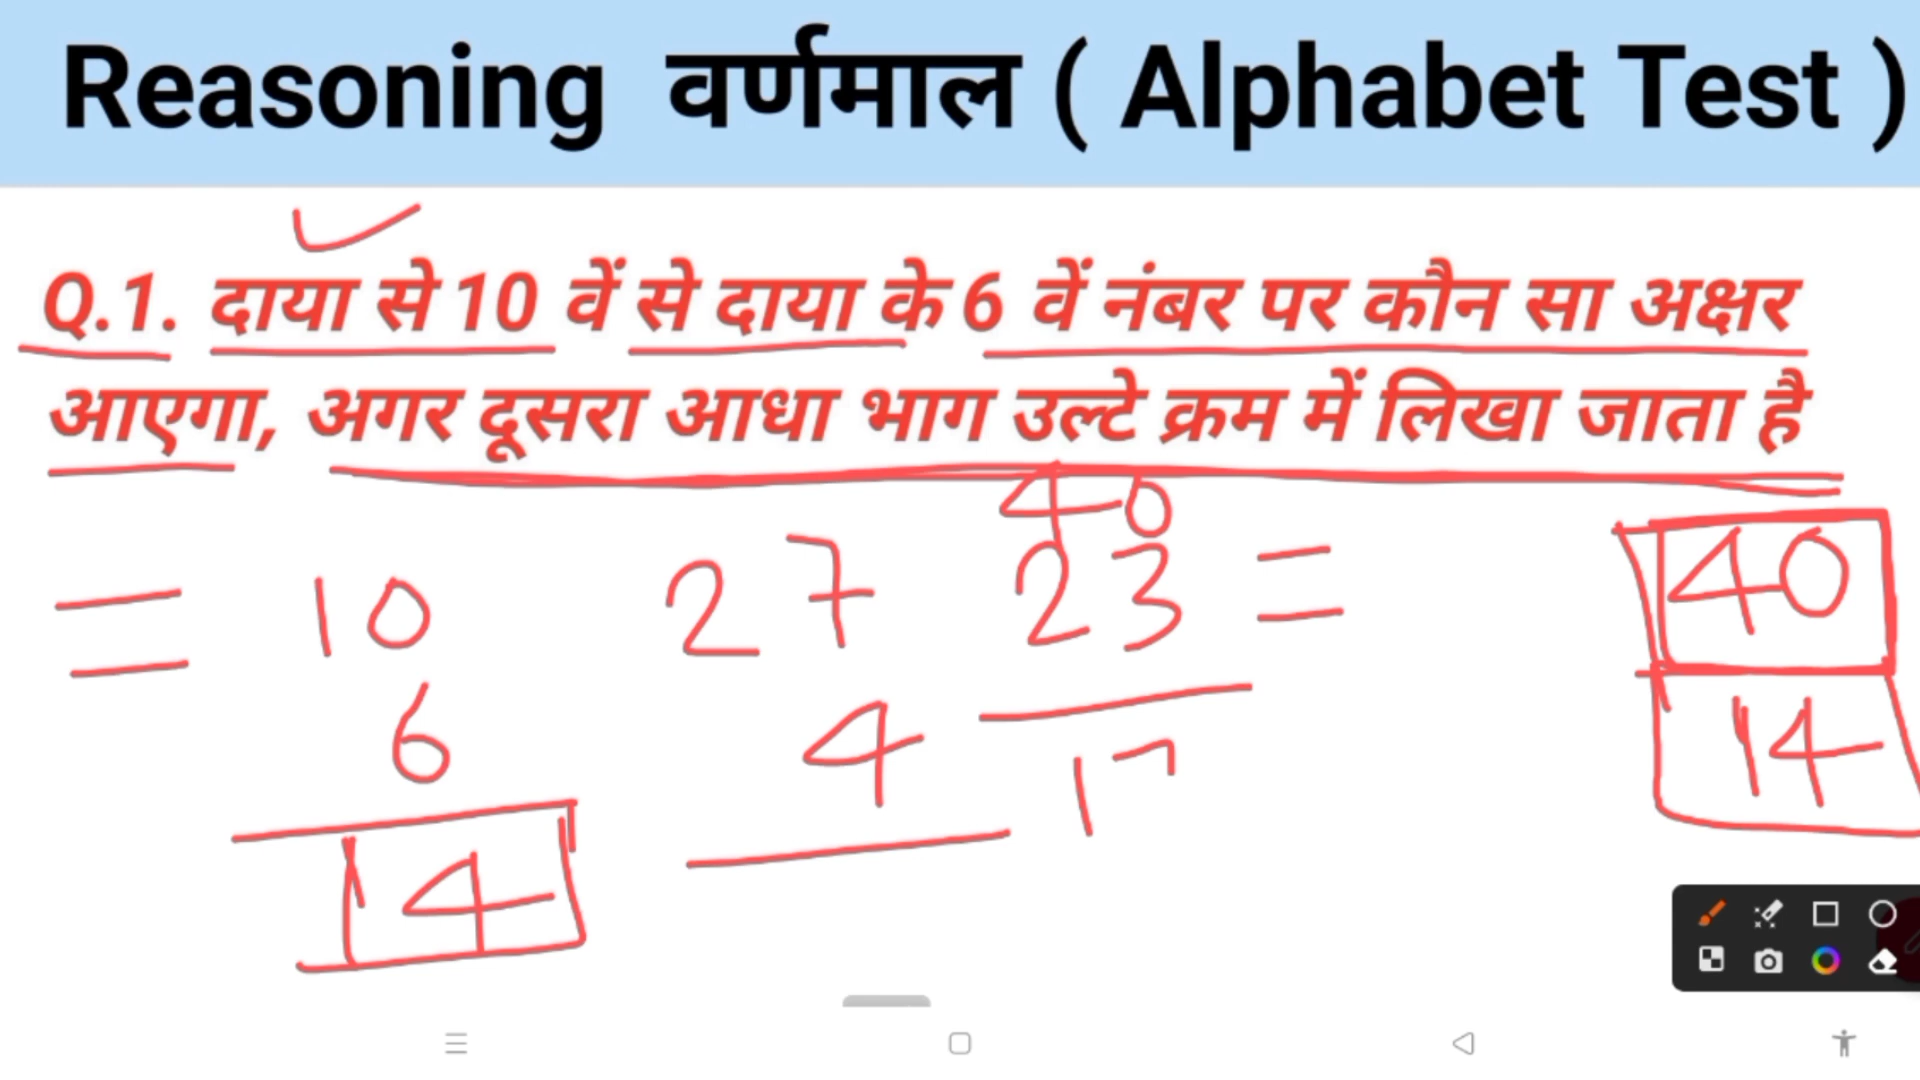 Reasoning वर्णमाल ( Alphabet Test )
Q.1. दाया से 10 वें से दाया के 6 वें नंबर पर कौन सा अक्षर
आएगा, अगर दूसरा आधा भाग उल्टे क्रम में लिखा जाता है
40
= 10 27 23 = 40
6 4 14
14